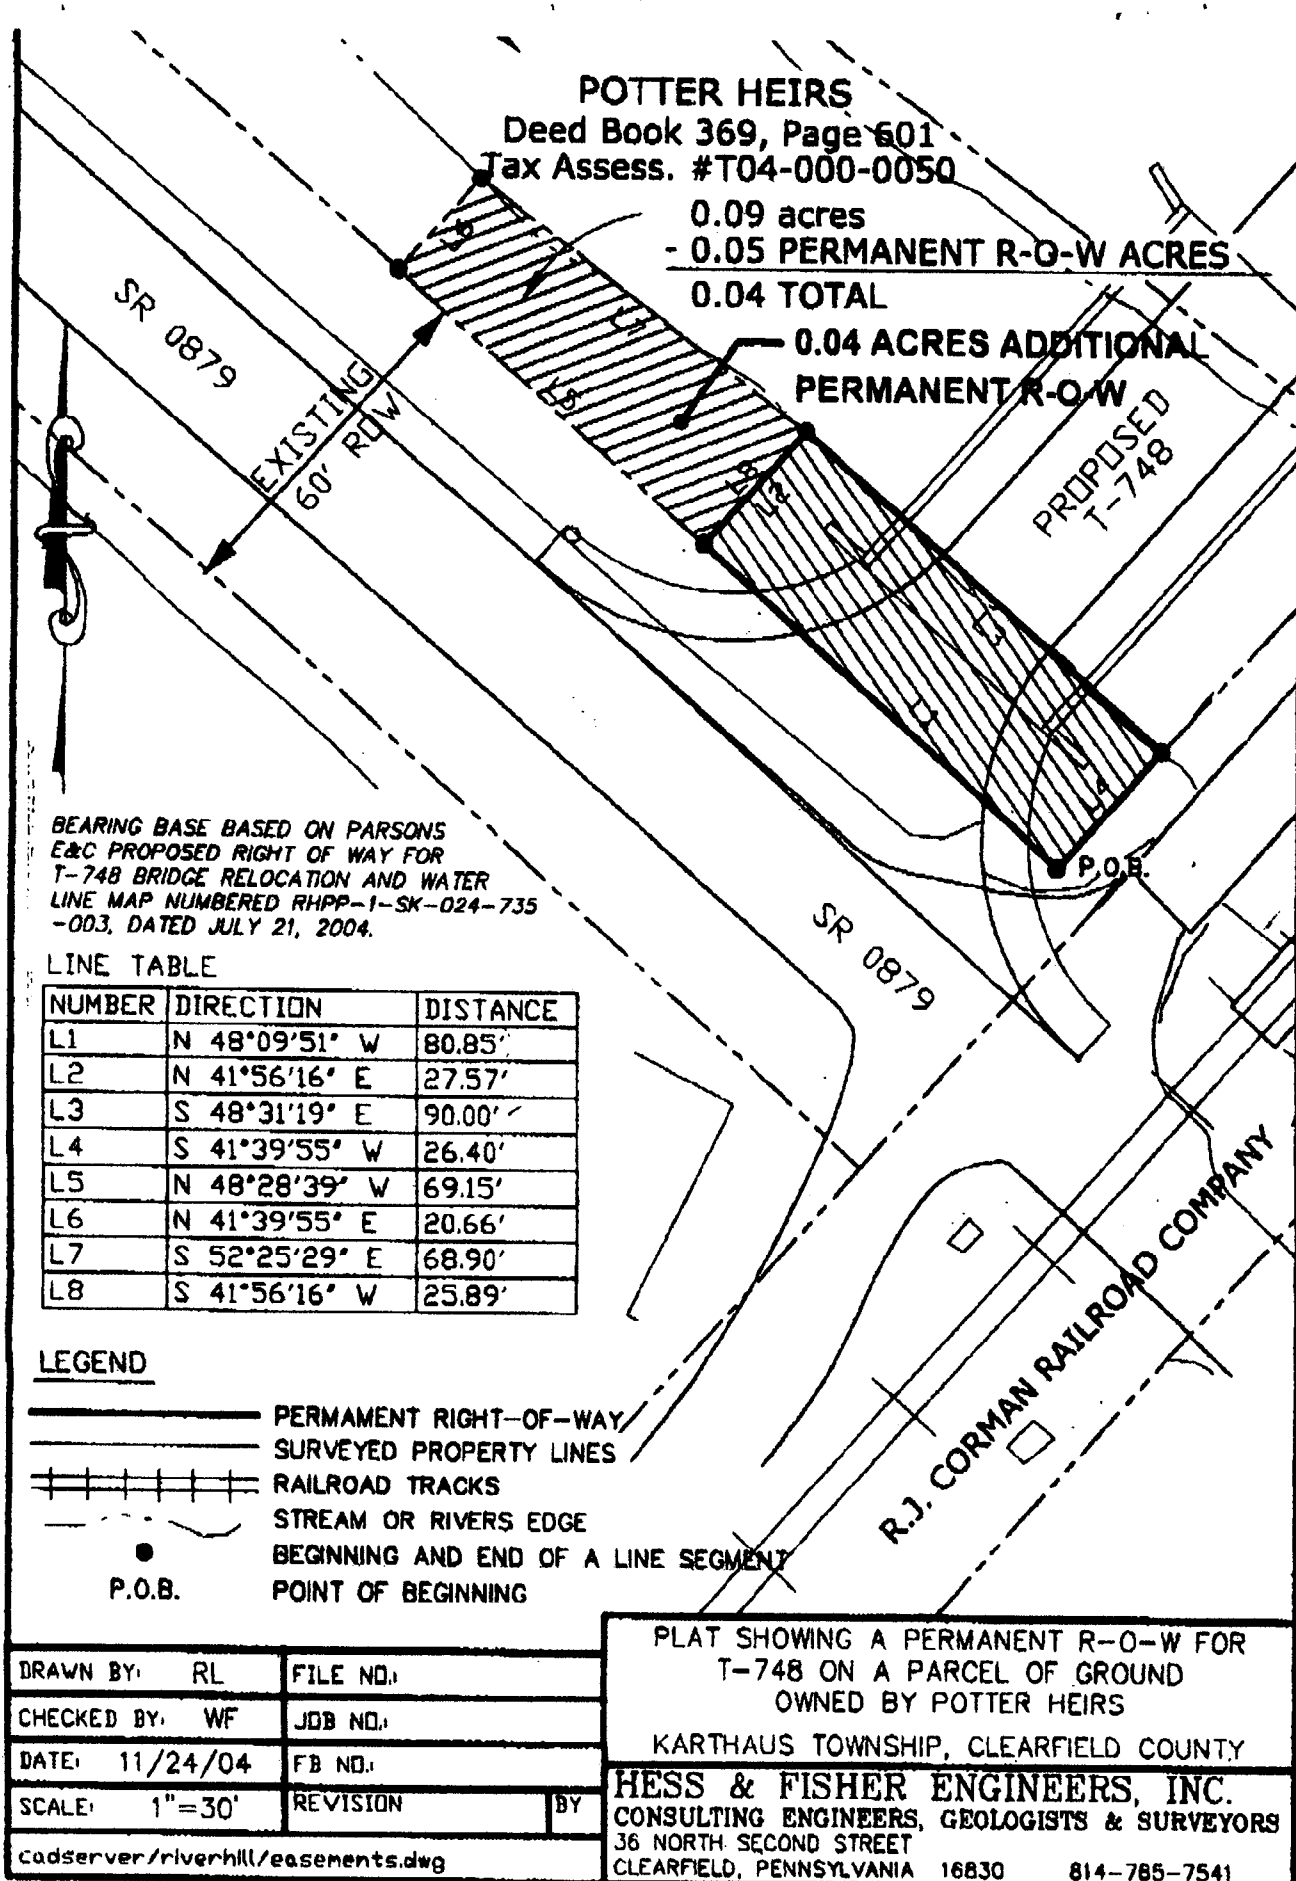 POTTER HEIRS
Deed Book 369, Page 601
Tax Assess. #T04-000-0050
0.09 acres
- 0.05 PERMANENT R-O-W ACRES
0.04 TOTAL
0.04 ACRES ADDITIONAL
PERMANENT R-O-W
SR 0879
EXISTING
60' ROW
PROPOSED
T-748
L6
L7
L5
L8
L2
L3
L1
L4
P.O.B.
SR 0879
R.J. CORMAN RAILROAD COMPANY
BEARING BASE BASED ON PARSONS
E&C PROPOSED RIGHT OF WAY FOR
T-748 BRIDGE RELOCATION AND WATER
LINE MAP NUMBERED RHPP-1-SK-024-735
-003, DATED JULY 21, 2004.
LINE TABLE
NUMBER DIRECTION DISTANCE
L1 N 48°09'51" W 80.85'
L2 N 41°56'16" E 27.57'
L3 S 48°31'19" E 90.00'
L4 S 41°39'55" W 26.40'
L5 N 48°28'39" W 69.15'
L6 N 41°39'55" E 20.66'
L7 S 52°25'29" E 68.90'
L8 S 41°56'16" W 25.89'
LEGEND
PERMAMENT RIGHT-OF-WAY
SURVEYED PROPERTY LINES
RAILROAD TRACKS
STREAM OR RIVERS EDGE
BEGINNING AND END OF A LINE SEGMENT
P.O.B. POINT OF BEGINNING
DRAWN BY: RL FILE NO.:
CHECKED BY: WF JOB NO.:
DATE: 11/24/04 FB NO.:
SCALE: 1"=30' REVISION BY
cadserver/riverhill/easements.dwg
PLAT SHOWING A PERMANENT R-O-W FOR
T-748 ON A PARCEL OF GROUND
OWNED BY POTTER HEIRS
KARTHAUS TOWNSHIP, CLEARFIELD COUNTY
HESS & FISHER ENGINEERS, INC.
CONSULTING ENGINEERS, GEOLOGISTS & SURVEYORS
36 NORTH SECOND STREET
CLEARFIELD, PENNSYLVANIA 16830 814-765-7541